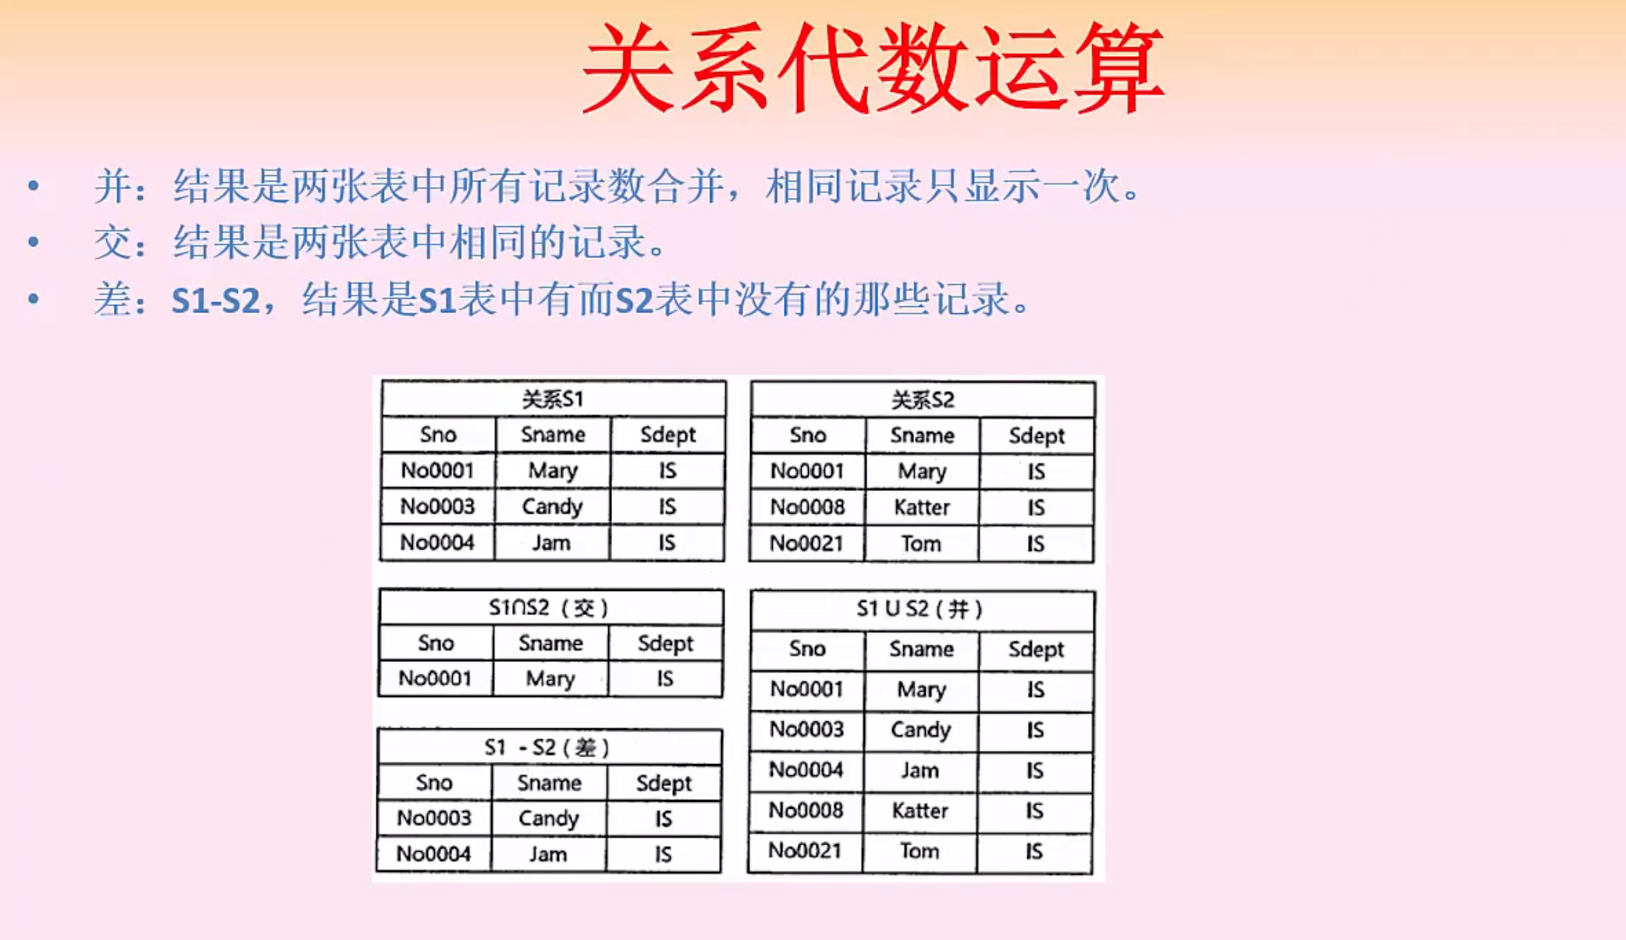 关系代数运算
• 并：结果是两张表中所有记录数合并，相同记录只显示一次。
• 交：结果是两张表中相同的记录。
• 差：S1-S2，结果是S1表中有而S2表中没有的那些记录。
关系S1
Sno Sname Sdept
No0001 Mary IS
No0003 Candy IS
No0004 Jam IS
关系S2
Sno Sname Sdept
No0001 Mary IS
No0008 Katter IS
No0021 Tom IS
S1∩S2（交）
Sno Sname Sdept
No0001 Mary IS
S1 - S2（差）
Sno Sname Sdept
No0003 Candy IS
No0004 Jam IS
S1 U S2（并）
Sno Sname Sdept
No0001 Mary IS
No0003 Candy IS
No0004 Jam IS
No0008 Katter IS
No0021 Tom IS